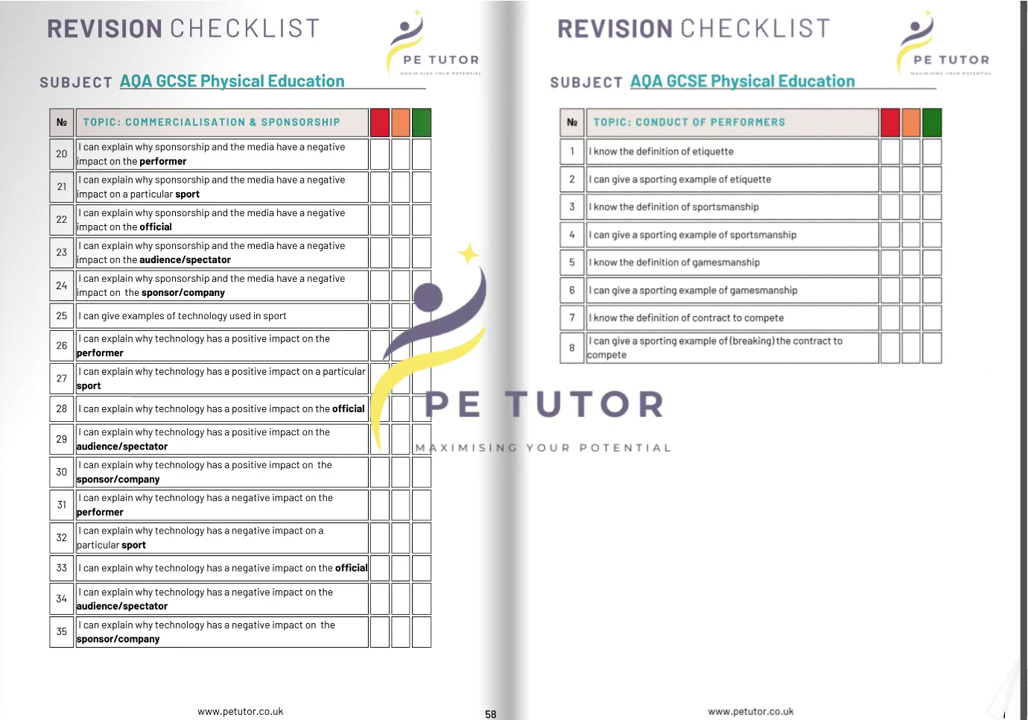 REVISION CHECKLIST
PE TUTOR
MAXIMISING YOUR POTENTIAL
SUBJECT AQA GCSE Physical Education
№ TOPIC: COMMERCIALISATION & SPONSORSHIP
20 I can explain why sponsorship and the media have a negative
impact on the performer
21 I can explain why sponsorship and the media have a negative
impact on a particular sport
22 I can explain why sponsorship and the media have a negative
impact on the official
23 I can explain why sponsorship and the media have a negative
impact on the audience/spectator
24 I can explain why sponsorship and the media have a negative
impact on the sponsor/company
25 I can give examples of technology used in sport
26 I can explain why technology has a positive impact on the
performer
27 I can explain why technology has a positive impact on a particular
sport
28 I can explain why technology has a positive impact on the official
29 I can explain why technology has a positive impact on the
audience/spectator
30 I can explain why technology has a positive impact on the
sponsor/company
31 I can explain why technology has a negative impact on the
performer
32 I can explain why technology has a negative impact on a
particular sport
33 I can explain why technology has a negative impact on the official
34 I can explain why technology has a negative impact on the
audience/spectator
35 I can explain why technology has a negative impact on the
sponsor/company
www.petutor.co.uk
58
REVISION CHECKLIST
PE TUTOR
MAXIMISING YOUR POTENTIAL
SUBJECT AQA GCSE Physical Education
№ TOPIC: CONDUCT OF PERFORMERS
1 I know the definition of etiquette
2 I can give a sporting example of etiquette
3 I know the definition of sportsmanship
4 I can give a sporting example of sportsmanship
5 I know the definition of gamesmanship
6 I can give a sporting example of gamesmanship
7 I know the definition of contract to compete
8 I can give a sporting example of (breaking) the contract to
compete
www.petutor.co.uk
PE TUTOR
MAXIMISING YOUR POTENTIAL